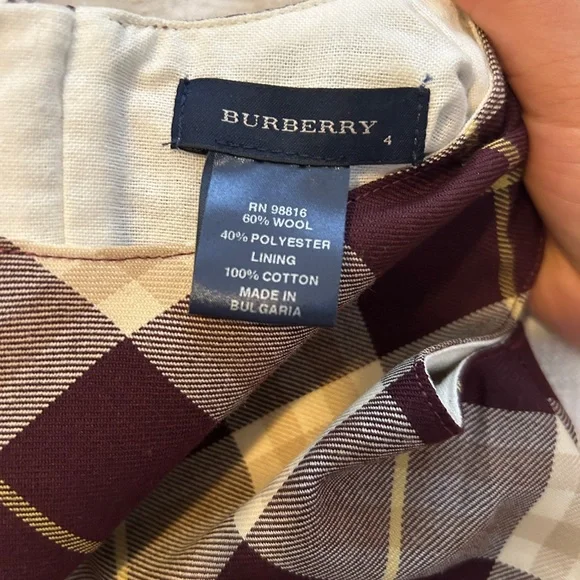 BURBERRY
4
RN 98816
60% WOOL
40% POLYESTER
LINING
100% COTTON
MADE IN
BULGARIA